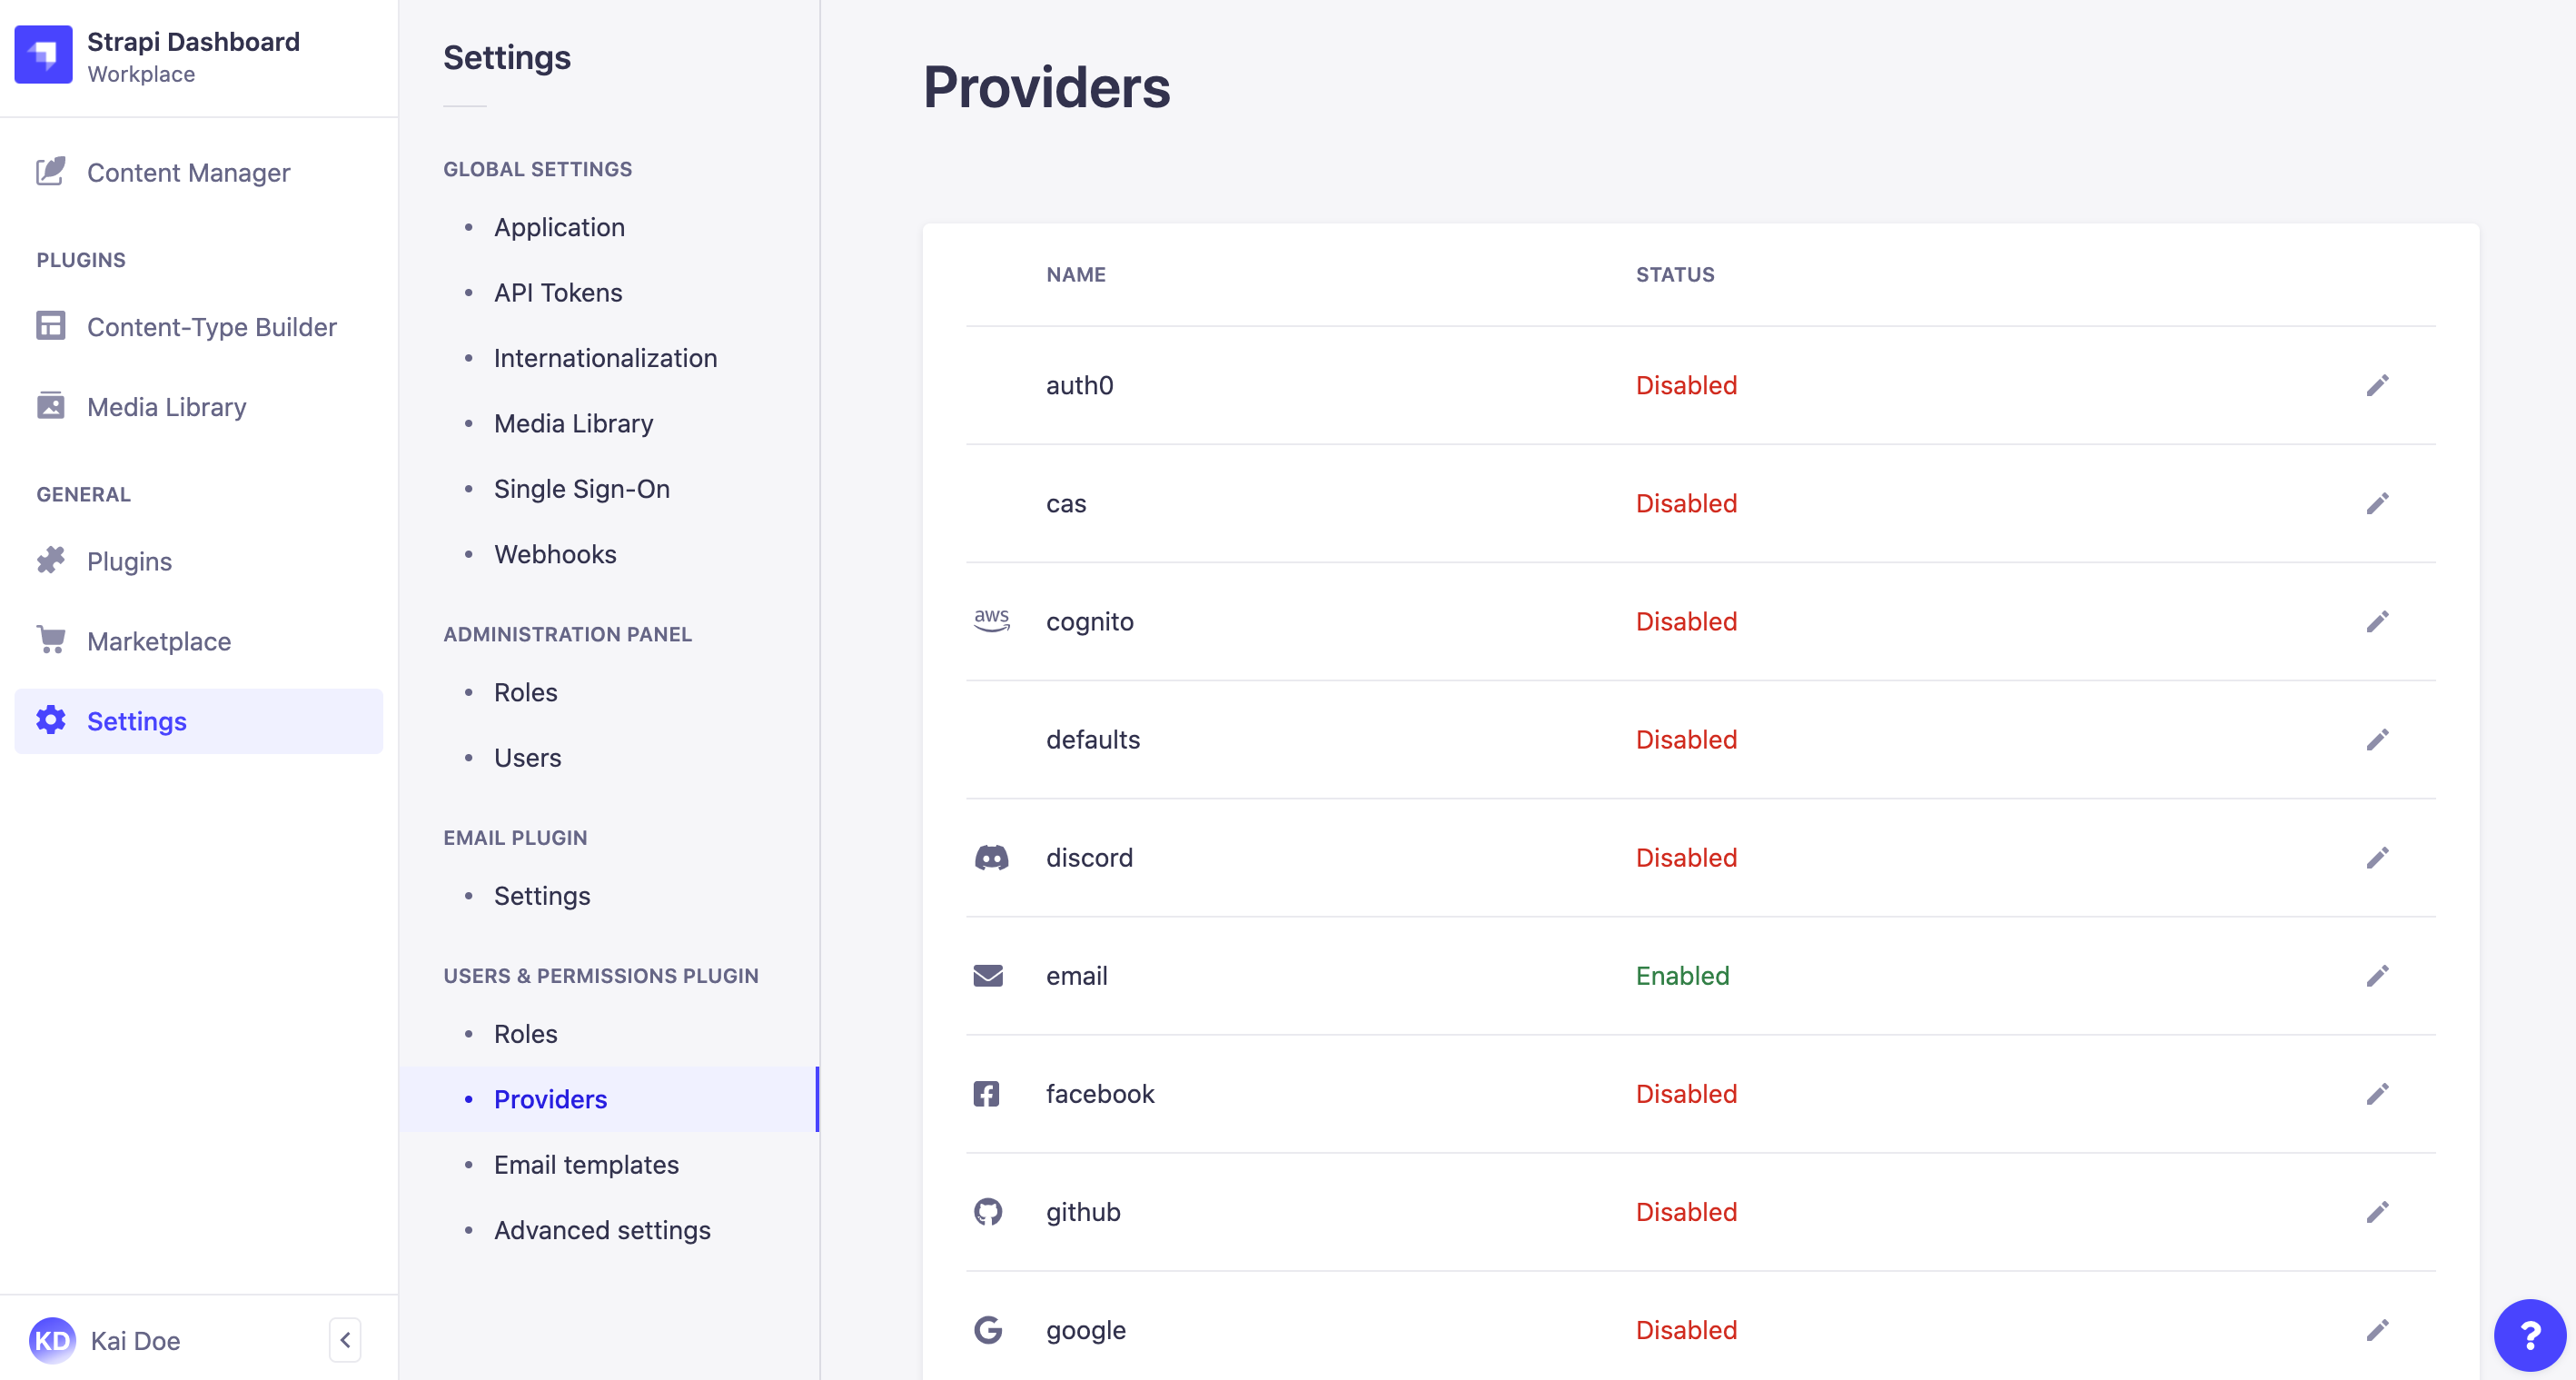 Strapi Dashboard
Workplace
Content Manager
PLUGINS
Content-Type Builder
Media Library
GENERAL
Plugins
Marketplace
Settings
KD Kai Doe
Settings
GLOBAL SETTINGS
Application
API Tokens
Internationalization
Media Library
Single Sign-On
Webhooks
ADMINISTRATION PANEL
Roles
Users
EMAIL PLUGIN
Settings
USERS & PERMISSIONS PLUGIN
Roles
Providers
Email templates
Advanced settings
Providers
NAME STATUS
auth0 Disabled
cas Disabled
aws cognito Disabled
defaults Disabled
discord Disabled
email Enabled
facebook Disabled
github Disabled
google Disabled
?